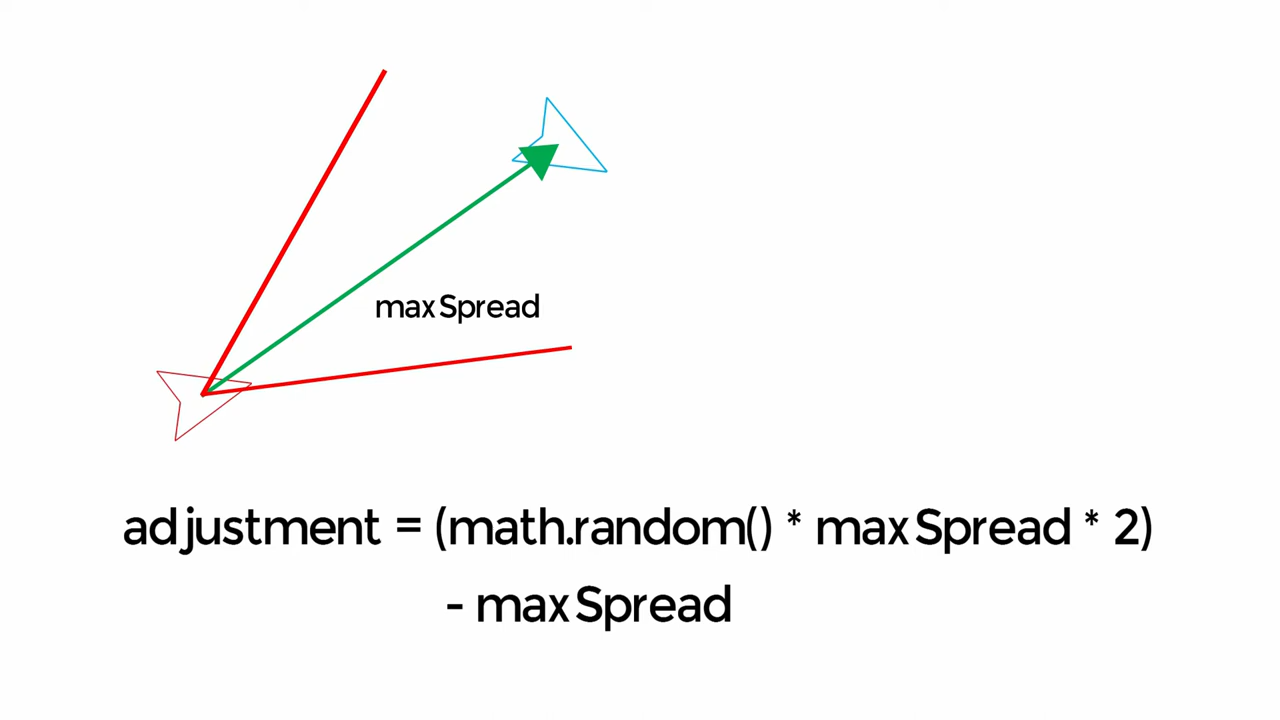 maxSpread
adjustment = (math.random() * maxSpread * 2)
- maxSpread